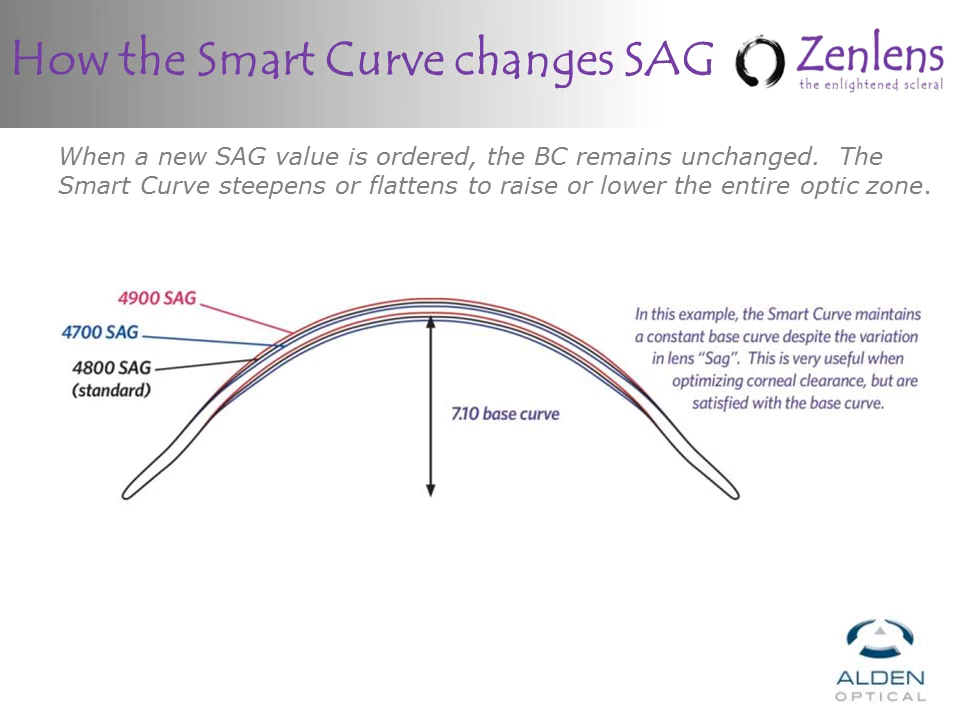 How the Smart Curve changes SAG
Zenlens
the enlightened scleral
When a new SAG value is ordered, the BC remains unchanged.  The
Smart Curve steepens or flattens to raise or lower the entire optic zone.
4900 SAG
4700 SAG
4800 SAG
(standard)
7.10 base curve
In this example, the Smart Curve maintains
a constant base curve despite the variation
in lens “Sag”.  This is very useful when
optimizing corneal clearance, but are
satisfied with the base curve.
ALDEN
OPTICAL